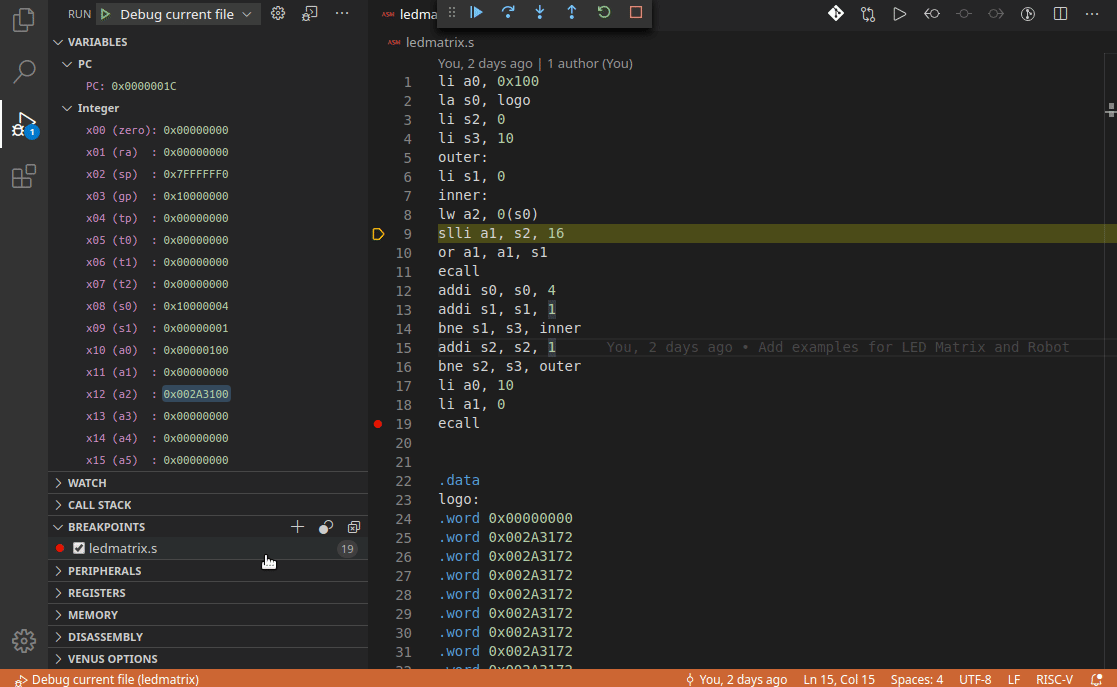 RUN Debug current file
VARIABLES
PC
PC: 0x0000001C
Integer
x00 (zero): 0x00000000
x01 (ra) : 0x00000000
x02 (sp) : 0x7FFFFFF0
x03 (gp) : 0x10000000
x04 (tp) : 0x00000000
x05 (t0) : 0x00000000
x06 (t1) : 0x00000000
x07 (t2) : 0x00000000
x08 (s0) : 0x10000004
x09 (s1) : 0x00000001
x10 (a0) : 0x00000100
x11 (a1) : 0x00000000
x12 (a2) : 0x002A3100
x13 (a3) : 0x00000000
x14 (a4) : 0x00000000
x15 (a5) : 0x00000000
WATCH
CALL STACK
BREAKPOINTS
ledmatrix.s 19
PERIPHERALS
REGISTERS
MEMORY
DISASSEMBLY
VENUS OPTIONS
1
ASM ledma
ASM ledmatrix.s
You, 2 days ago | 1 author (You)
1 li a0, 0x100
2 la s0, logo
3 li s2, 0
4 li s3, 10
5 outer:
6 li s1, 0
7 inner:
8 lw a2, 0(s0)
9 slli a1, s2, 16
10 or a1, a1, s1
11 ecall
12 addi s0, s0, 4
13 addi s1, s1, 1
14 bne s1, s3, inner
15 addi s2, s2, 1 You, 2 days ago • Add examples for LED Matrix and Robot
16 bne s2, s3, outer
17 li a0, 10
18 li a1, 0
19 ecall
20
21
22 .data
23 logo:
24 .word 0x00000000
25 .word 0x002A3172
26 .word 0x002A3172
27 .word 0x002A3172
28 .word 0x002A3172
29 .word 0x002A3172
30 .word 0x002A3172
31 .word 0x002A3172
32 .word 0x002A3172
Debug current file (ledmatrix) You, 2 days ago Ln 15, Col 15 Spaces: 4 UTF-8 LF RISC-V